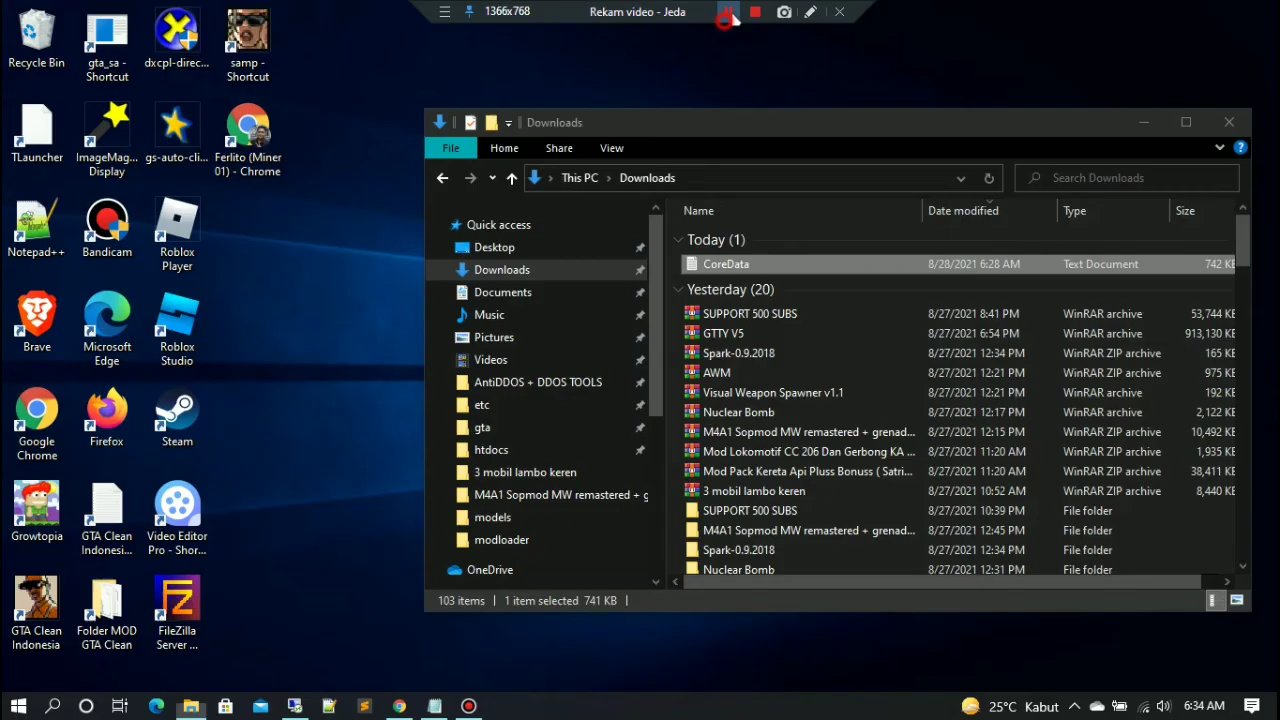 1366x768
Rekam video - Jeda
Recycle Bin
gta_sa -
Shortcut
dxcpl-direc...
samp -
Shortcut
TLauncher
ImageMag...
Display
gs-auto-cli...
Ferlito (Miner
01) - Chrome
Notepad++
Bandicam
Roblox
Player
Brave
Microsoft
Edge
Roblox
Studio
Google
Chrome
Firefox
Steam
Growtopia
GTA Clean
Indonesi...
Video Editor
Pro - Shor...
GTA Clean
Indonesia
Folder MOD
GTA Clean
FileZilla
Server ...
Downloads
File Home Share View
This PC > Downloads
Search Downloads
Quick access
Desktop
Downloads
Documents
Music
Pictures
Videos
AntiDDOS + DDOS TOOLS
etc
gta
htdocs
3 mobil lambo keren
M4A1 Sopmod MW remastered + g
models
modloader
OneDrive
Name Date modified Type Size
Today (1)
CoreData 8/28/2021 6:28 AM Text Document 742 KB
Yesterday (20)
SUPPORT 500 SUBS 8/27/2021 8:41 PM WinRAR archive 53,744 KB
GTTY V5 8/27/2021 6:54 PM WinRAR archive 913,130 KB
Spark-0.9.2018 8/27/2021 12:34 PM WinRAR ZIP archive 165 KB
AWM 8/27/2021 12:21 PM WinRAR ZIP archive 975 KB
Visual Weapon Spawner v1.1 8/27/2021 12:21 PM WinRAR archive 192 KB
Nuclear Bomb 8/27/2021 12:17 PM WinRAR archive 2,122 KB
M4A1 Sopmod MW remastered + grenad... 8/27/2021 12:15 PM WinRAR ZIP archive 10,492 KB
Mod Lokomotif CC 206 Dan Gerbong KA ... 8/27/2021 11:20 AM WinRAR ZIP archive 1,935 KB
Mod Pack Kereta Api Pluss Bonuss ( Satri... 8/27/2021 11:20 AM WinRAR ZIP archive 38,411 KB
3 mobil lambo keren 8/27/2021 10:52 AM WinRAR ZIP archive 8,440 KB
SUPPORT 500 SUBS 8/27/2021 10:39 PM File folder
M4A1 Sopmod MW remastered + grenad... 8/27/2021 12:45 PM File folder
Spark-0.9.2018 8/27/2021 12:34 PM File folder
Nuclear Bomb 8/27/2021 12:31 PM File folder
103 items 1 item selected 741 KB
25°C Kabut 6:34 AM